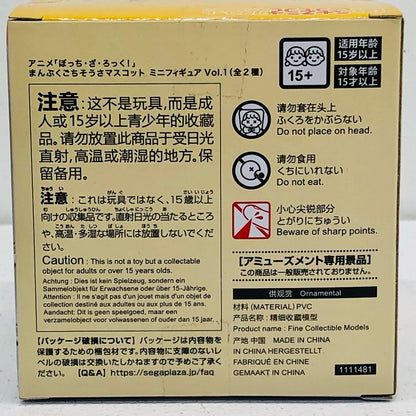 アニメ「ぼっち・ざ・ろっく!」
まんぷくごちそうさマスコット ミニフィギュア Vol.1(全2種)
15+
适用年龄
15岁以上
対象年齢
15才以上
注意:这不是玩具,而是成
人或15岁以上青少年的收藏
品。请勿放置此商品于受日光
直射,高温或潮湿的地方。保
留备用。
注意:これは玩具ではなく、15歳以上
向けの収集品です。直射日光の当たるところ
や、高温・多湿な場所には放置しないでくだ
さい。
Caution : This is not a toy but a collectable
object for adults or over 15 years olds.
Achtung : Dies ist kein Spielzeug, sondern ein
Sammelobjekt für Erwachsene oder über 15-Jährige.
Attention : Il ne s'agit pas d'un jouet mais d'un objet de
collection destiné aux adultes ou aux plus de 15 ans.
Aandacht: Dit is geen speelgoed, maar een
verzamelobject voor volwassenen of ouder dan 15 jaar.
请勿套在头上
ふくろをかぶらない
Do not place on head.
请勿食用
くちにいれない
Do not eat.
小心尖锐部分
とがりにちゅうい
Beware of sharp points.
【アミューズメント専用景品】
この商品は一般販売されていません。
供观赏 Ornamental
材料(MATERIAL) PVC
产品名称:精细收藏模型
Product Name : Fine Collectible Models
产地 中国 MADE IN CHINA
IN CHINA HERGESTELLT
FABRIQUÉ EN CHINE
GEMAAKT IN CHINA
1111481
《パッケージ破損について》 パッケージは内容物を
保護するための梱包材です。内容物に支障のないレ
ベルの破損は交換いたしかねますので予めご了承くださ
い。【Q&A】https://segaplaza.jp/faq/